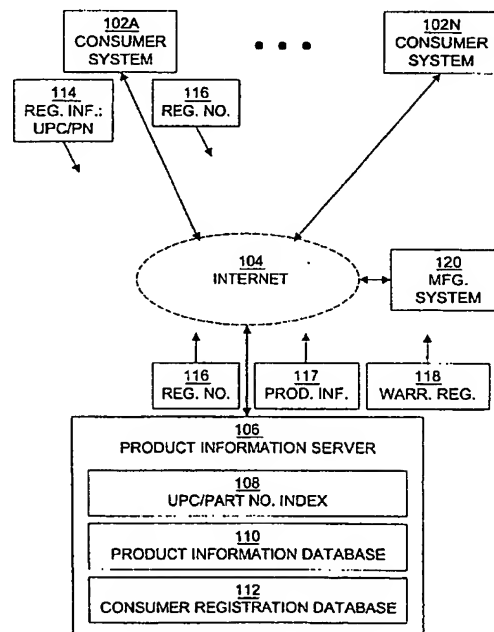 102A
CONSUMER
SYSTEM
102N
CONSUMER
SYSTEM
114
REG. INF.:
UPC/PN
116
REG. NO.
104
INTERNET
120
MFG.
SYSTEM
116
REG. NO.
117
PROD. INF.
118
WARR. REG.
106
PRODUCT INFORMATION SERVER
108
UPC/PART NO. INDEX
110
PRODUCT INFORMATION DATABASE
112
CONSUMER REGISTRATION DATABASE